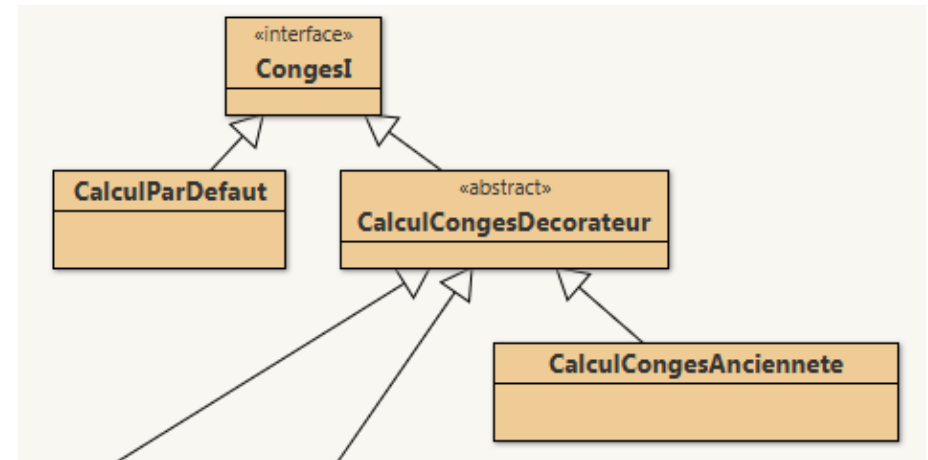 «interface»
CongesI
CalculParDefaut
«abstract»
CalculCongesDecorateur
CalculCongesAnciennete